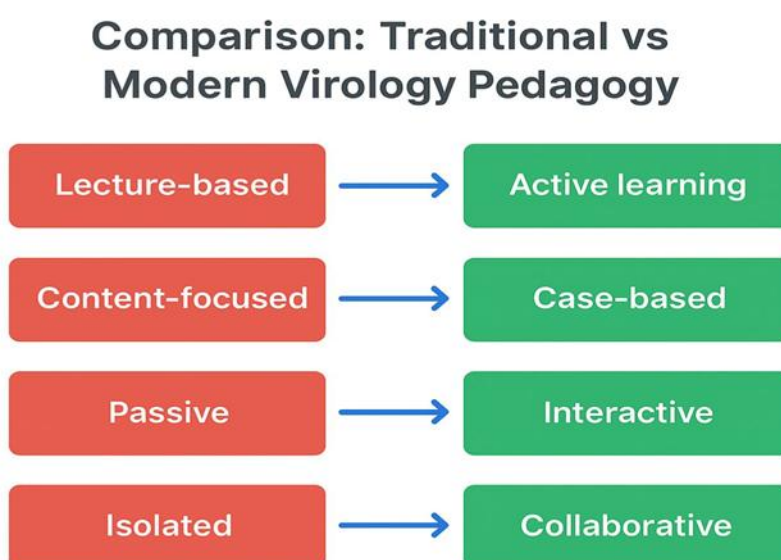 Comparison: Traditional vs
Modern Virology Pedagogy
Lecture-based
Active learning
Content-focused
Case-based
Passive
Interactive
Isolated
Collaborative